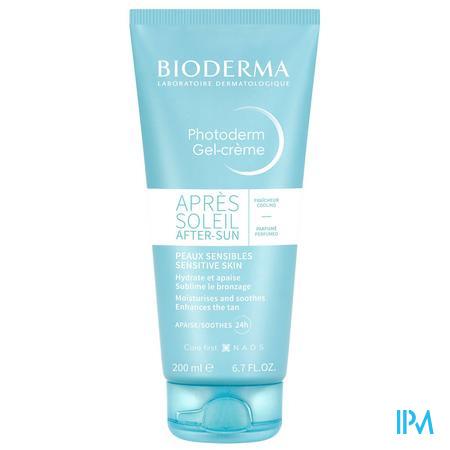 BIODERMA
LABORATOIRE DERMATOLOGIQUE
Photoderm
Gel-crème
APRÈS
SOLEIL
AFTER-SUN
FRAÎCHEUR
COOLING
PARFUMÉ
PERFUMED
PEAUX SENSIBLES
SENSITIVE SKIN
Hydrate et apaise
Sublime le bronzage
Moisturises and soothes
Enhances the tan
APAISE/SOOTHES 24h
Care first NAOS
200 ml e 6.7 FL.OZ.
IPM